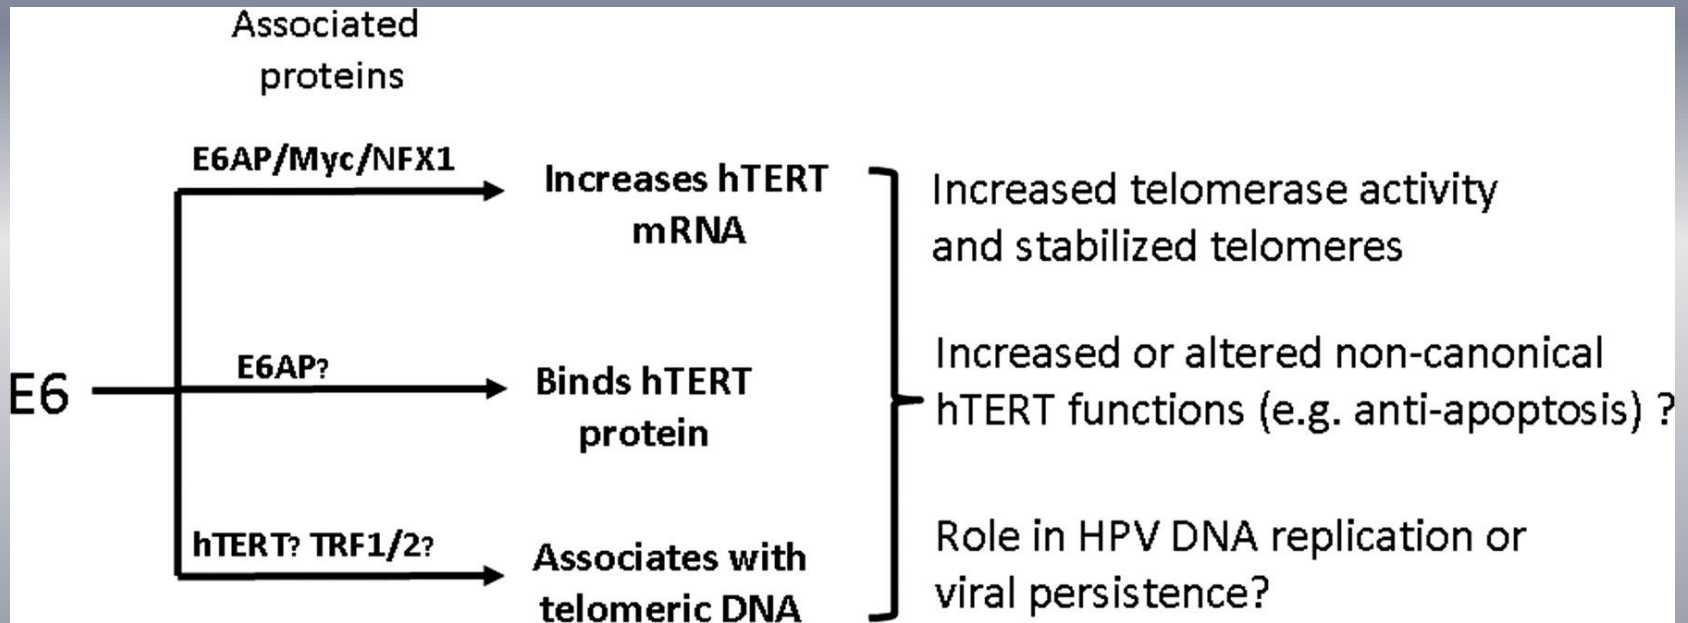 Associated
proteins
E6AP/Myc/NFX1
Increases hTERT
mRNA
E6
E6AP?
Binds hTERT
protein
hTERT? TRF1/2?
Associates with
telomeric DNA
Increased telomerase activity
and stabilized telomeres
Increased or altered non-canonical
hTERT functions (e.g. anti-apoptosis) ?
Role in HPV DNA replication or
viral persistence?